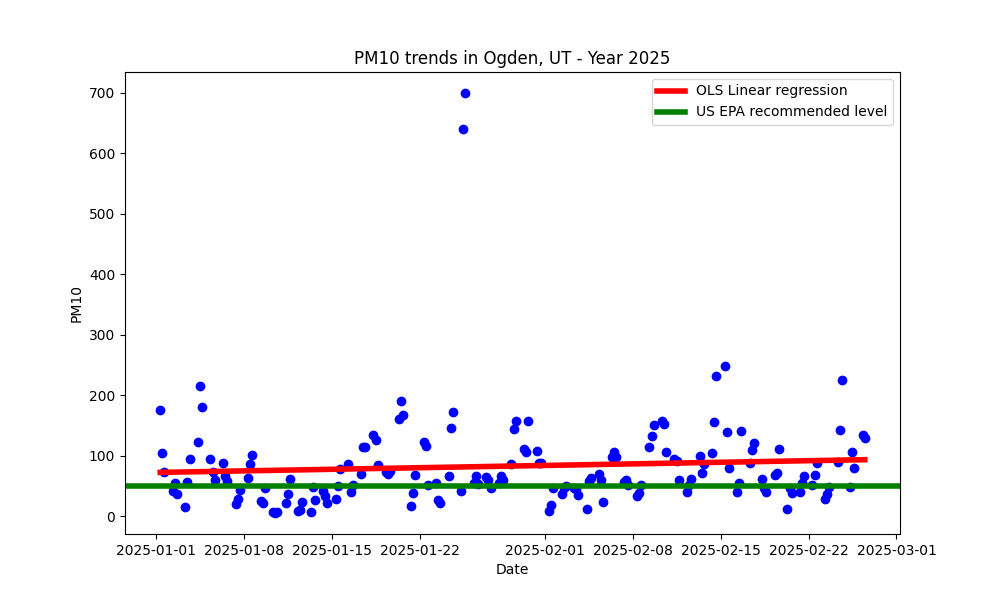 PM10 trends in Ogden, UT - Year 2025
OLS Linear regression
US EPA recommended level
700
600
500
400
300
200
100
0
PM10
2025-01-01 2025-01-08 2025-01-15 2025-01-22 2025-02-01 2025-02-08 2025-02-15 2025-02-22 2025-03-01
Date